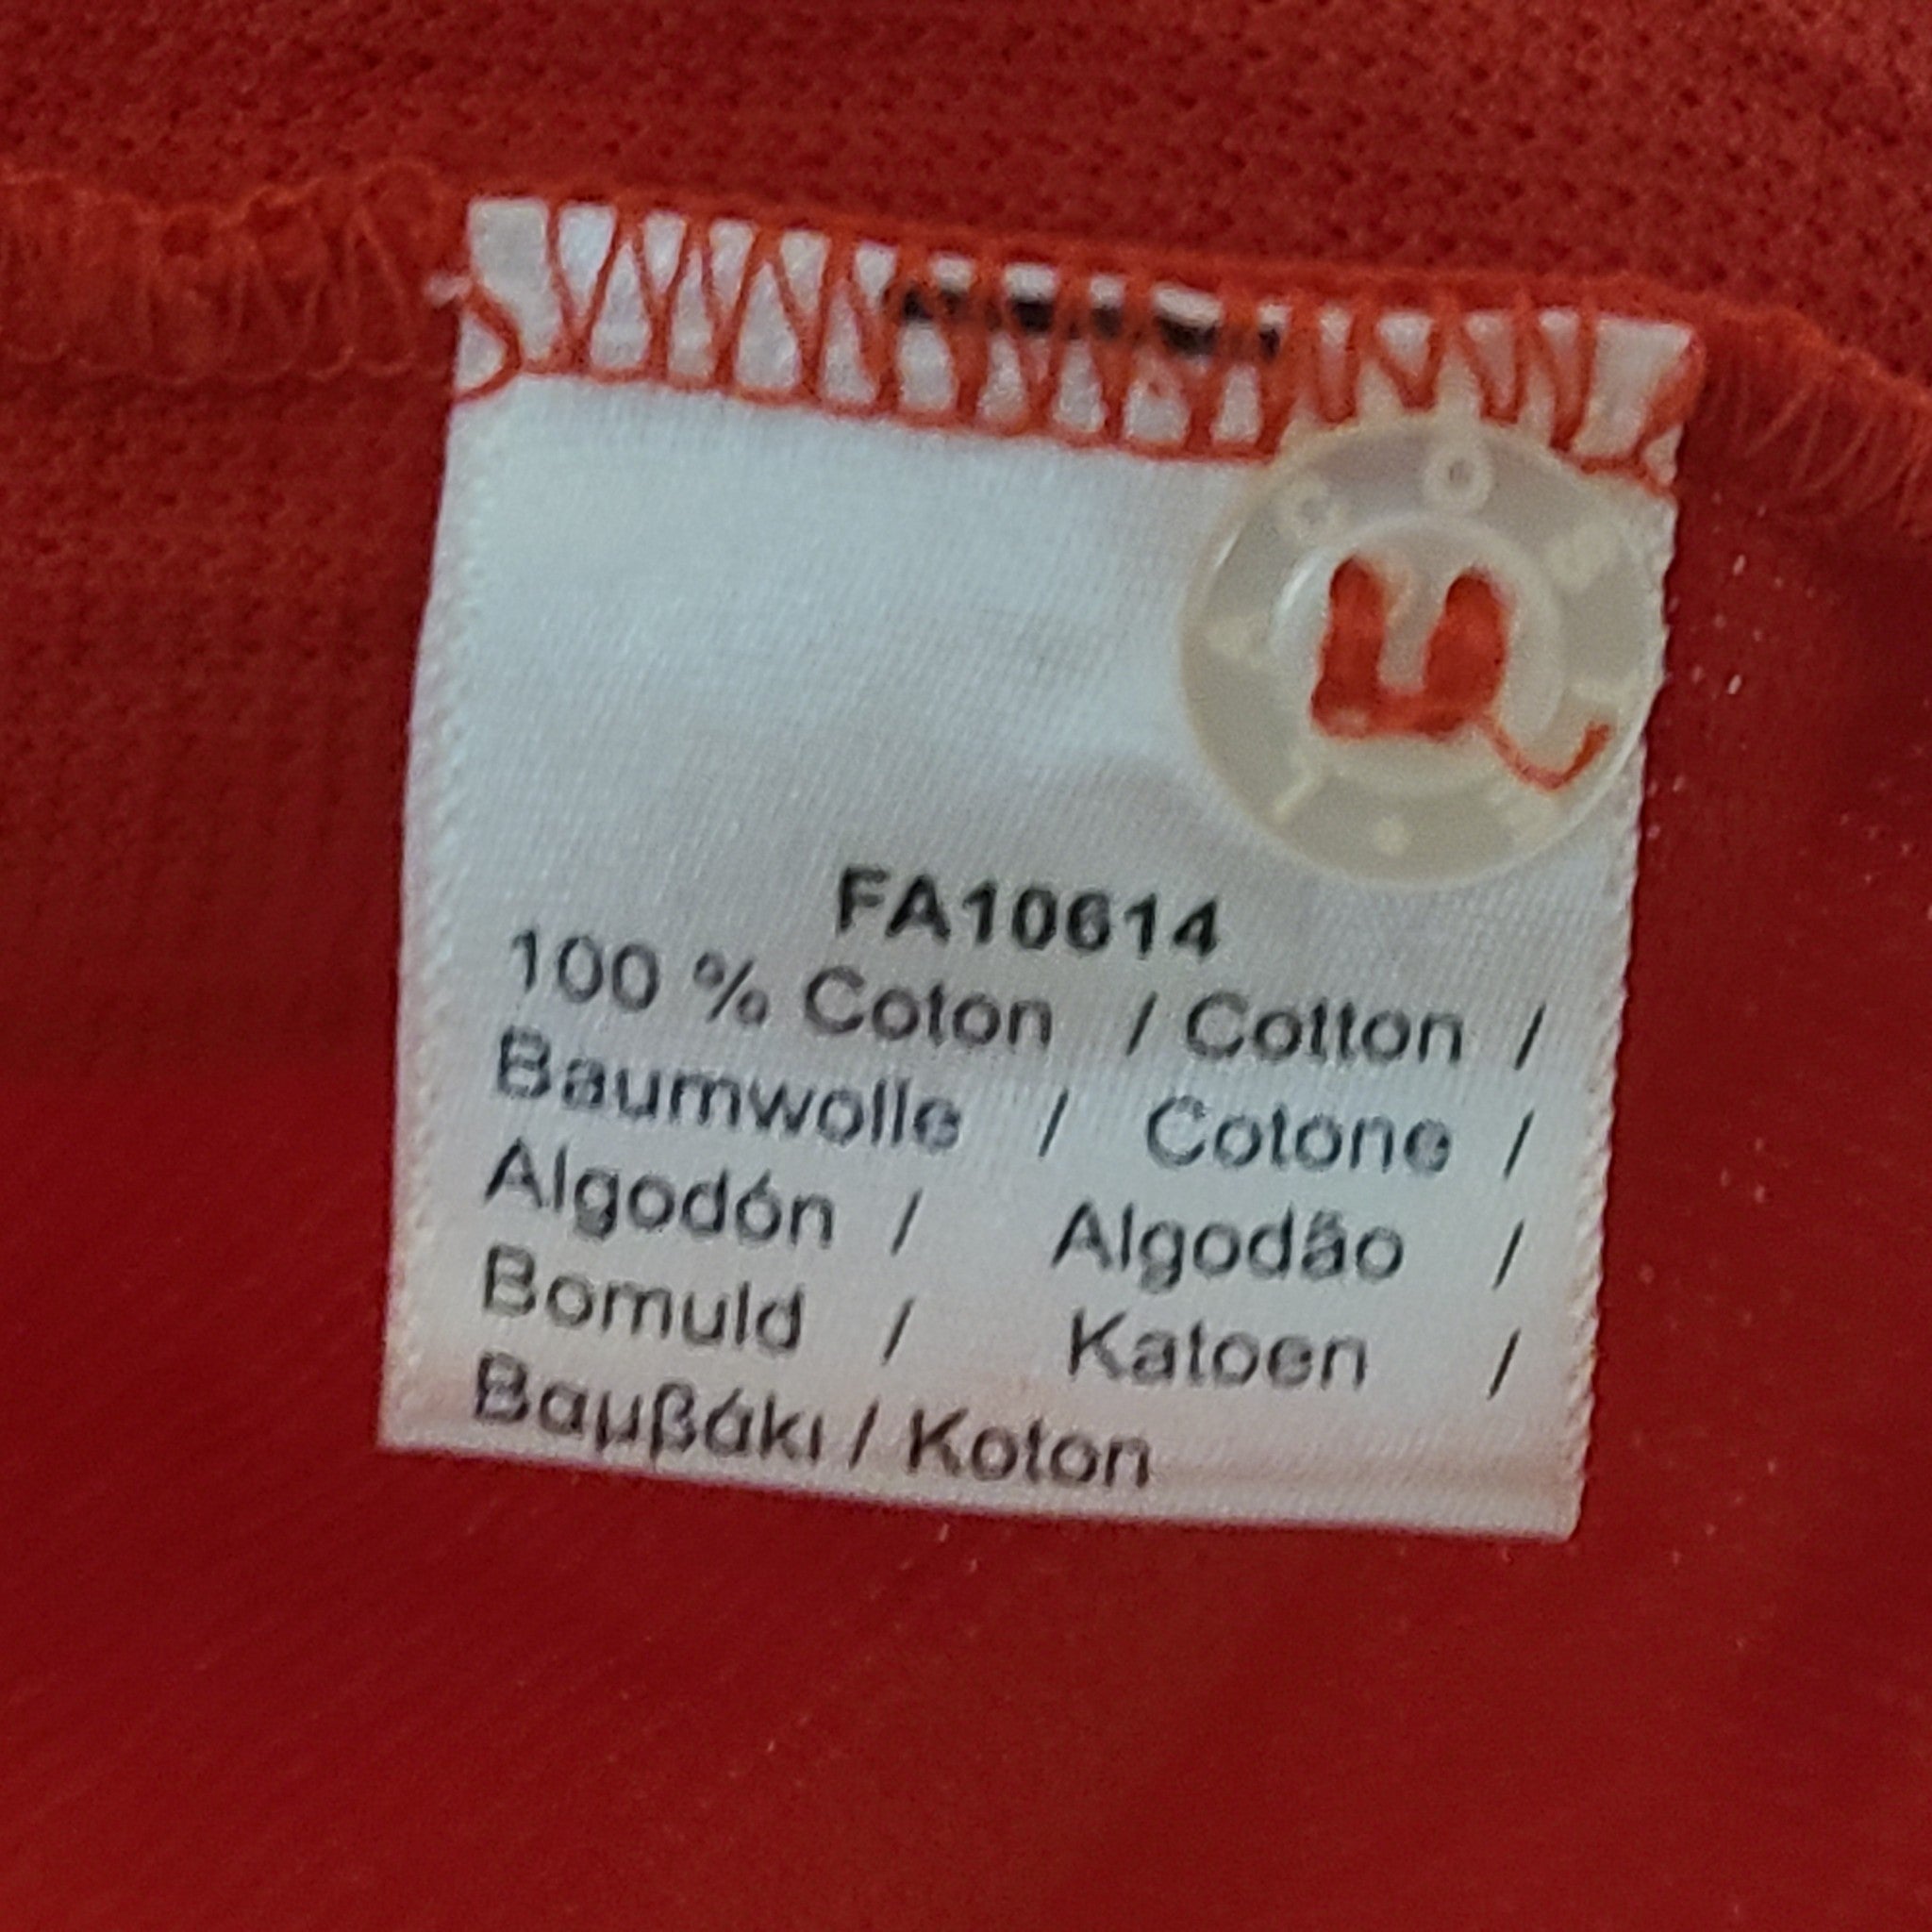 FA10614
100 % Coton / Cotton /
Baumwolle / Cotone /
Algodón / Algodão /
Bomuld / Katoen /
Βαμβάκι / Koton